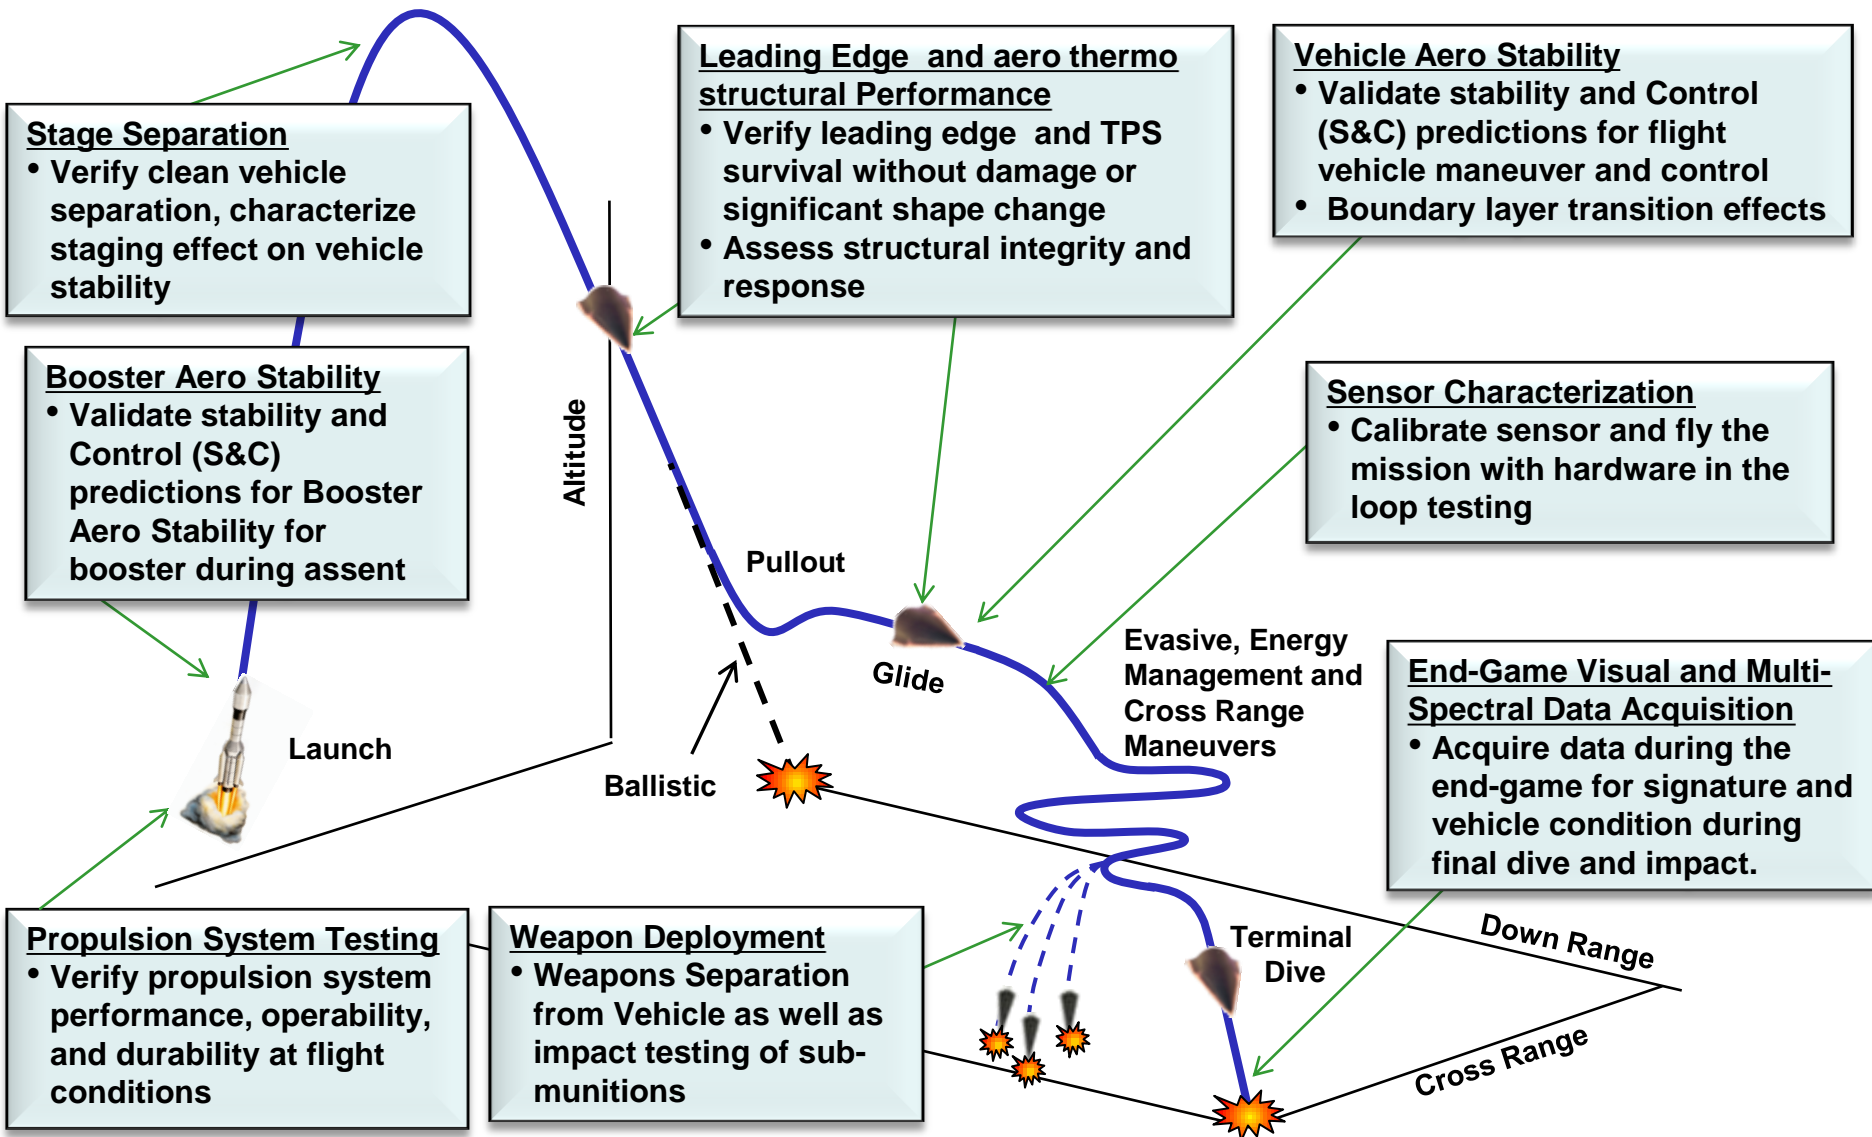 Stage Separation
• Verify clean vehicle
separation, characterize
staging effect on vehicle
stability
Leading Edge and aero thermo
structural Performance
• Verify leading edge and TPS
survival without damage or
significant shape change
• Assess structural integrity and
response
Vehicle Aero Stability
• Validate stability and Control
(S&C) predictions for flight
vehicle maneuver and control
• Boundary layer transition effects
Booster Aero Stability
• Validate stability and
Control (S&C)
predictions for Booster
Aero Stability for
booster during assent
Altitude
Sensor Characterization
• Calibrate sensor and fly the
mission with hardware in the
loop testing
Pullout
Glide
Evasive, Energy
Management and
Cross Range
Maneuvers
Launch
Ballistic
End-Game Visual and Multi-
Spectral Data Acquisition
• Acquire data during the
end-game for signature and
vehicle condition during
final dive and impact.
Propulsion System Testing
• Verify propulsion system
performance, operability,
and durability at flight
conditions
Weapon Deployment
• Weapons Separation
from Vehicle as well as
impact testing of sub-
munitions
Terminal
Dive
Down Range
Cross Range